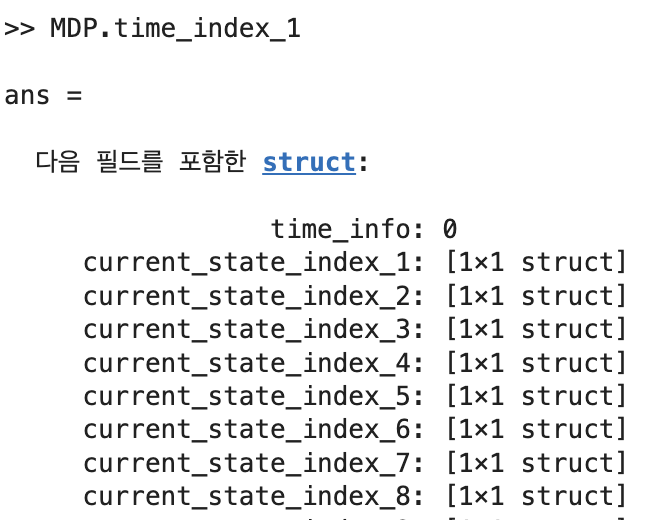 >> MDP.time_index_1
ans =
다음 필드를 포함한 struct:
time_info: 0
current_state_index_1: [1×1 struct]
current_state_index_2: [1×1 struct]
current_state_index_3: [1×1 struct]
current_state_index_4: [1×1 struct]
current_state_index_5: [1×1 struct]
current_state_index_6: [1×1 struct]
current_state_index_7: [1×1 struct]
current_state_index_8: [1×1 struct]